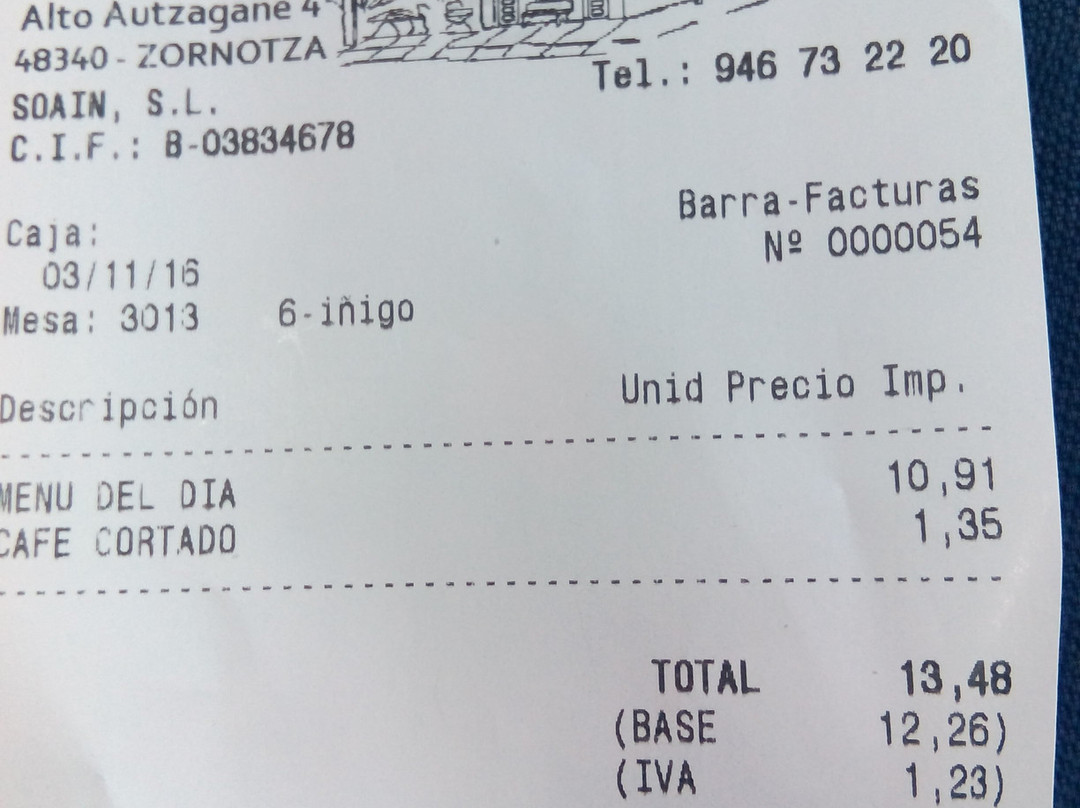 Alto Autzagane 4
48340 - ZORNOTZA
Tel.: 946 73 22 20
SOAIN, S.L.
C.I.F.: B-03834678
Barra-Facturas
Nº 0000054
Caja:
03/11/16
Mesa: 3013 6-iñigo
Descripción Unid Precio Imp.
MENU DEL DIA 10,91
CAFE CORTADO 1,35
TOTAL 13,48
(BASE 12,26)
(IVA 1,23)